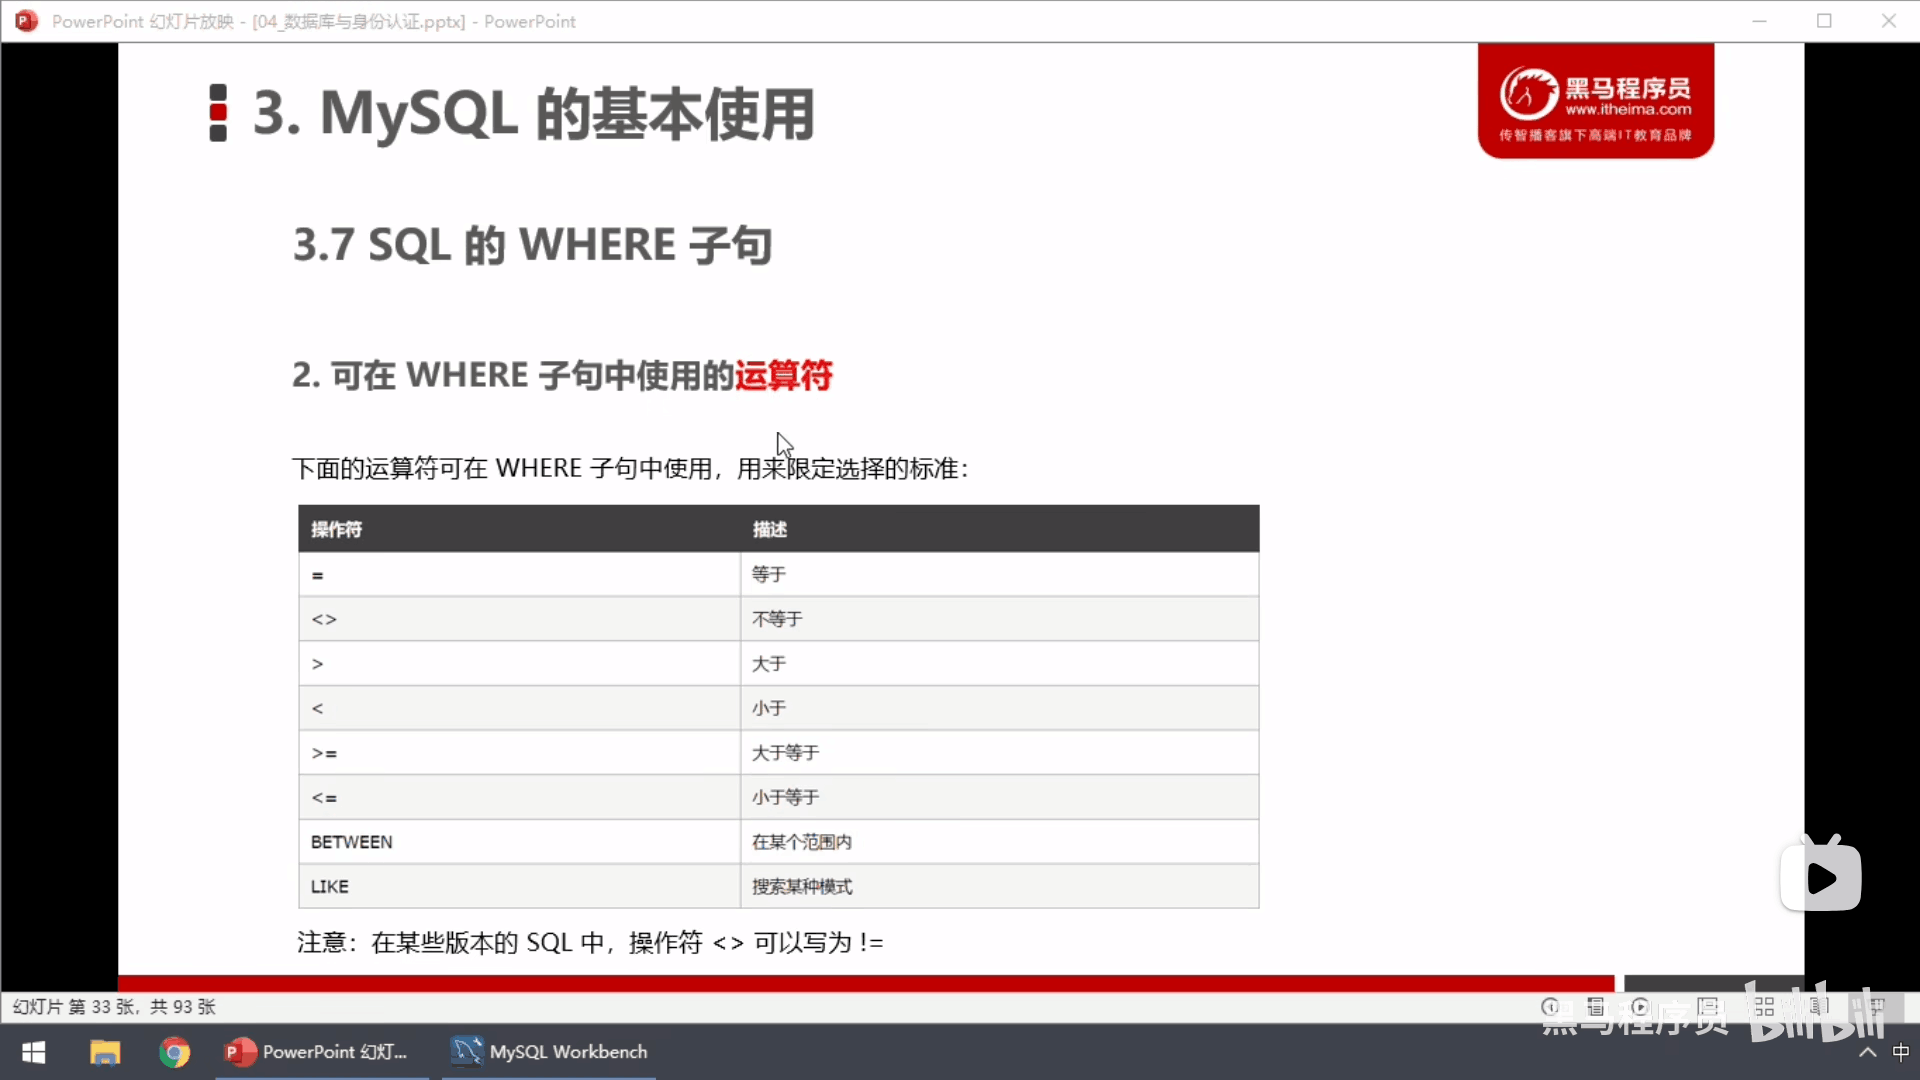 PowerPoint 幻灯片放映 - [04_数据库与身份认证.pptx] - PowerPoint
3. MySQL 的基本使用
黑马程序员
www.itheima.com
传智播客旗下高端IT教育品牌
3.7 SQL 的 WHERE 子句
2. 可在 WHERE 子句中使用的运算符
下面的运算符可在 WHERE 子句中使用，用来限定选择的标准：
操作符 描述
= 等于
<> 不等于
> 大于
< 小于
>= 大于等于
<= 小于等于
BETWEEN 在某个范围内
LIKE 搜索某种模式
注意：在某些版本的 SQL 中，操作符 <> 可以写为 !=
幻灯片 第 33 张，共 93 张
黑马程序员 bilibili
PowerPoint 幻灯... MySQL Workbench 中